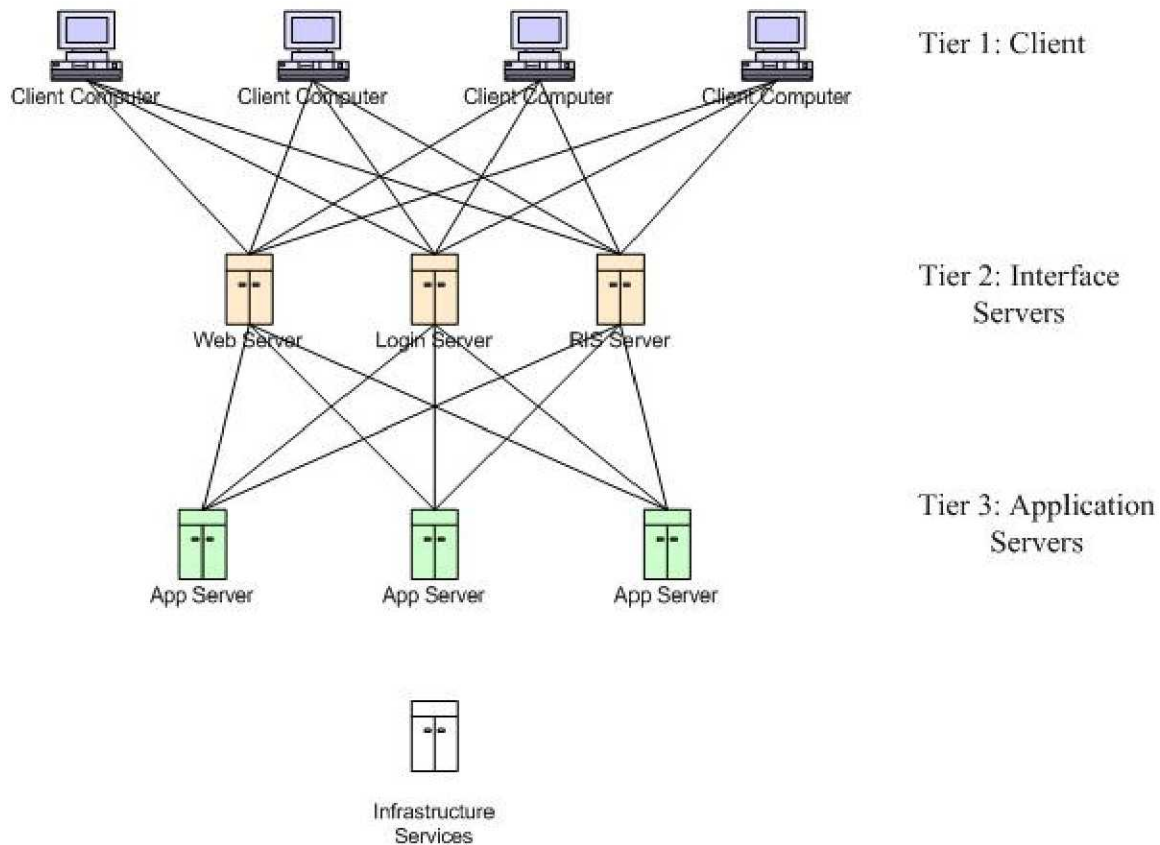 Tier 1: Client
Client Computer
Client Computer
Client Computer
Client Computer
Tier 2: Interface
Servers
Web Server
Login Server
RIS Server
Tier 3: Application
Servers
App Server
App Server
App Server
Infrastructure
Services